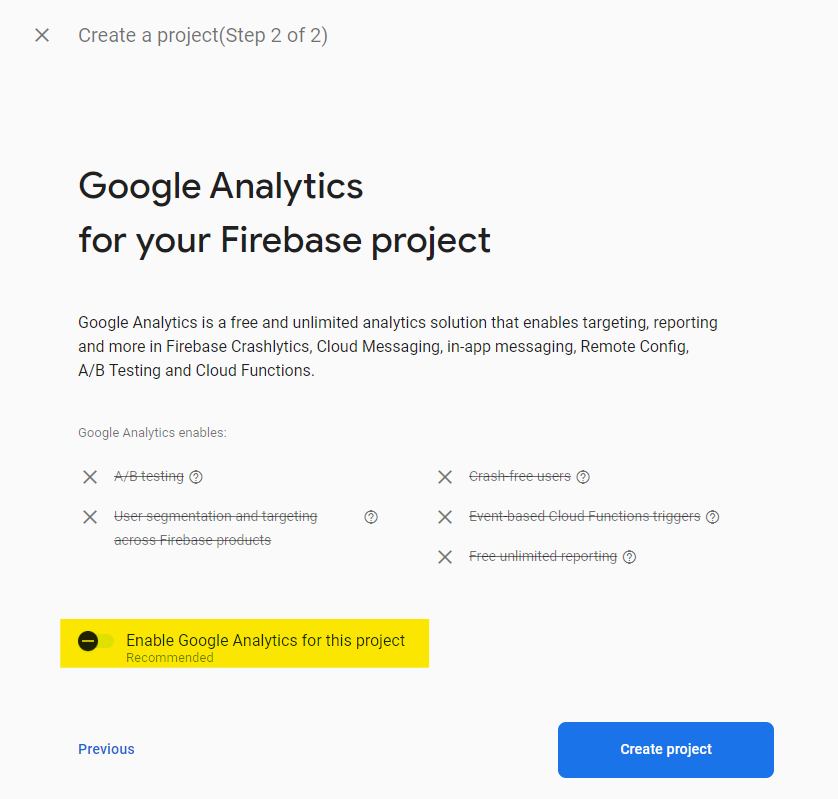 Create a project(Step 2 of 2)
Google Analytics
for your Firebase project
Google Analytics is a free and unlimited analytics solution that enables targeting, reporting
and more in Firebase Crashlytics, Cloud Messaging, in-app messaging, Remote Config,
A/B Testing and Cloud Functions.
Google Analytics enables:
A/B testing
User segmentation and targeting
across Firebase products
Crash-free users
Event-based Cloud Functions triggers
Free unlimited reporting
Enable Google Analytics for this project
Recommended
Previous
Create project